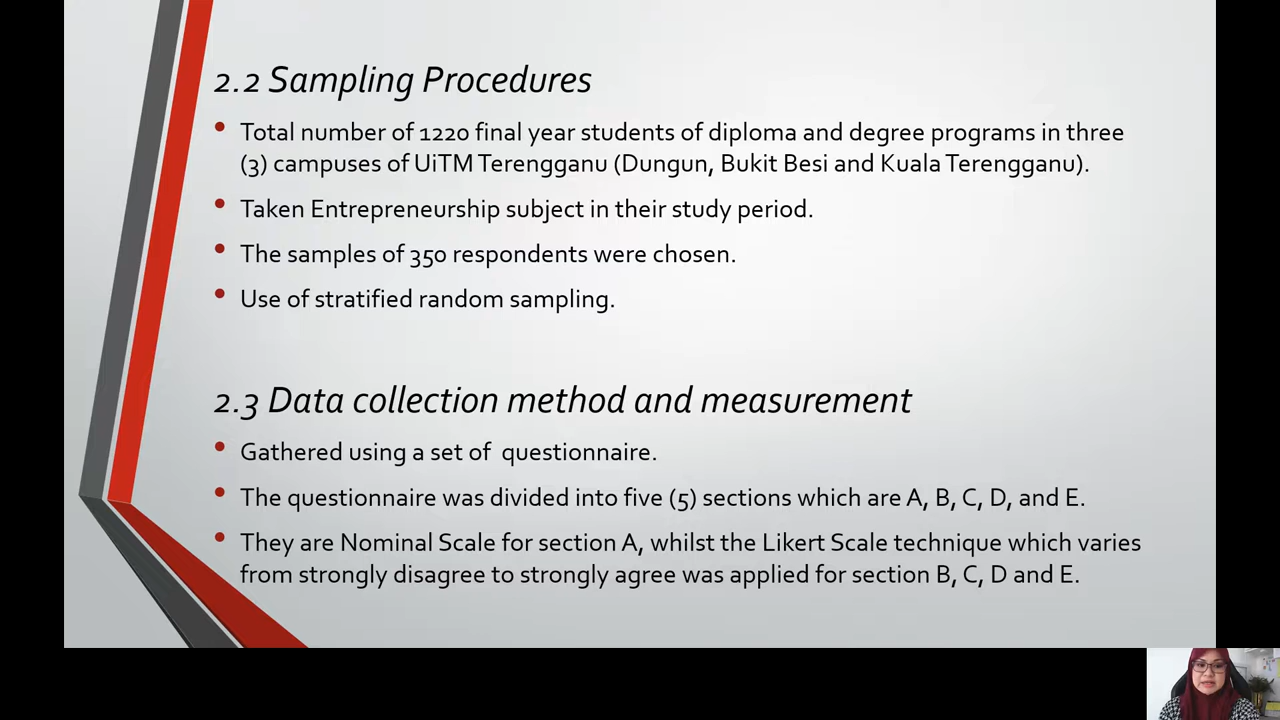 2.2 Sampling Procedures
• Total number of 1220 final year students of diploma and degree programs in three
(3) campuses of UiTM Terengganu (Dungun, Bukit Besi and Kuala Terengganu).
• Taken Entrepreneurship subject in their study period.
• The samples of 350 respondents were chosen.
• Use of stratified random sampling.
2.3 Data collection method and measurement
• Gathered using a set of  questionnaire.
• The questionnaire was divided into five (5) sections which are A, B, C, D, and E.
• They are Nominal Scale for section A, whilst the Likert Scale technique which varies
from strongly disagree to strongly agree was applied for section B, C, D and E.